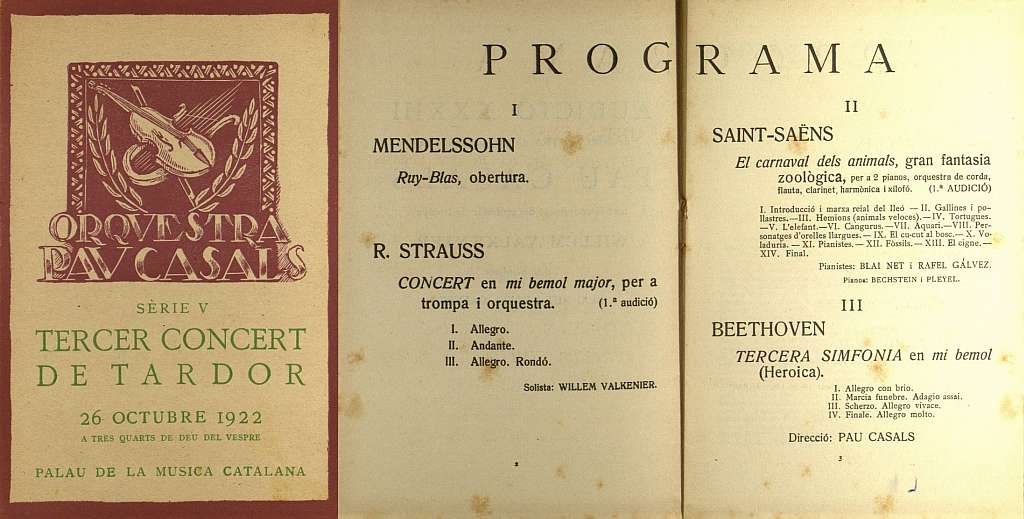 ORQVESTRA
PAV CASALS
SÈRIE V
TERCER CONCERT
DE TARDOR
26 OCTUBRE 1922
A TRES QUARTS DE DEU DEL VESPRE
PALAU DE LA MUSICA CATALANA
PROGRAMA
I
MENDELSSOHN
Ruy-Blas, obertura.
R. STRAUSS
CONCERT en mi bemol major, per a
trompa i orquestra. (1.ª audició)
I. Allegro.
II. Andante.
III. Allegro. Rondó.
Solista: WILLEM VALKENIER.
2
II
SAINT-SAËNS
El carnaval dels animals, gran fantasia
zoològica, per a 2 pianos, orquestra de corda,
flauta, clarinet, harmònica i xilofó. (1.ª AUDICIÓ)
I. Introducció i marxa reial del lleó — II. Gallines i po-
llastres. — III. Hemions (animals veloces). — IV. Tortugues.
— V. L'elefant. — VI. Cangurus. — VII. Aquari. — VIII. Per-
sonatges d'orelles llargues. — IX. El cu-cut al bosc. — X. Vo-
laduria. — XI. Pianistes. — XII. Fòssils. — XIII. El cigne. —
XIV. Final.
Pianistes: BLAI NET i RAFEL GÁLVEZ.
Pianos: BECHSTEIN i PLEYEL.
III
BEETHOVEN
TERCERA SIMFONIA en mi bemol
(Heroica).
I. Allegro con brio.
II. Marcia funebre. Adagio assai.
III. Scherzo. Allegro vivace.
IV. Finale. Allegro molto.
Direcció: PAU CASALS
3